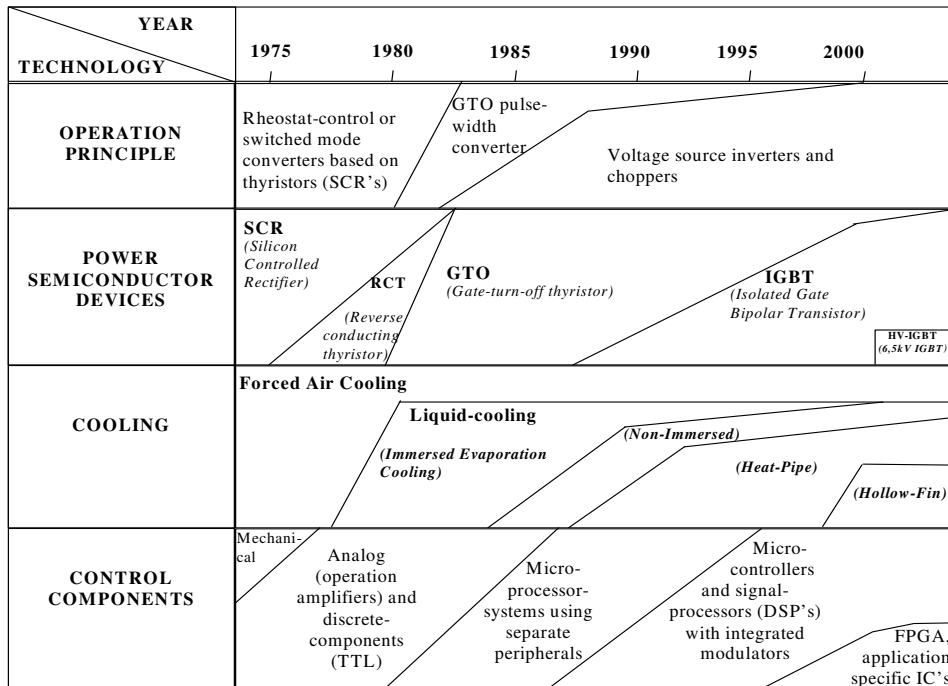 YEAR
TECHNOLOGY
1975
1980
1985
1990
1995
2000
OPERATION
PRINCIPLE
Rheostat-control or
switched mode
converters based on
thyristors (SCR's)
GTO pulse-
width
converter
Voltage source inverters and
choppers
POWER
SEMICONDUCTOR
DEVICES
SCR
(Silicon
Controlled
Rectifier)
RCT
(Reverse
conducting
thyristor)
GTO
(Gate-turn-off thyristor)
IGBT
(Isolated Gate
Bipolar Transistor)
HV-IGBT
(6,5kV IGBT)
COOLING
Forced Air Cooling
Liquid-cooling
(Immersed Evaporation
Cooling)
(Non-Immersed)
(Heat-Pipe)
(Hollow-Fin)
CONTROL
COMPONENTS
Mechani-
cal
Analog
(operation
amplifiers) and
discrete-
components
(TTL)
Micro-
processor-
systems using
separate
peripherals
Micro-
controllers
and signal-
processors (DSP's)
with integrated
modulators
FPGA,
application
specific IC's